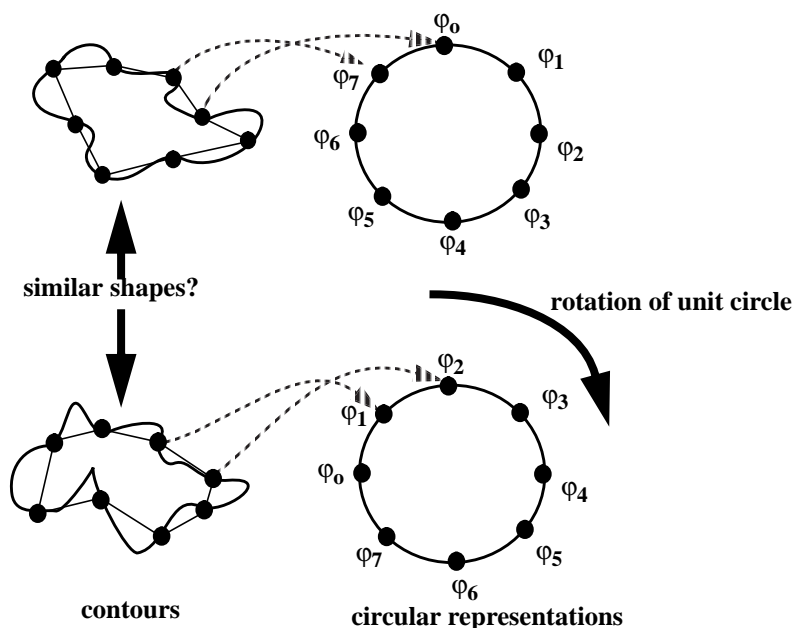 φo
φ7
φ1
φ6
φ2
φ5
φ3
φ4
similar shapes?
rotation of unit circle
φ2
φ1
φ3
φo
φ4
φ7
φ5
φ6
contours
circular representations